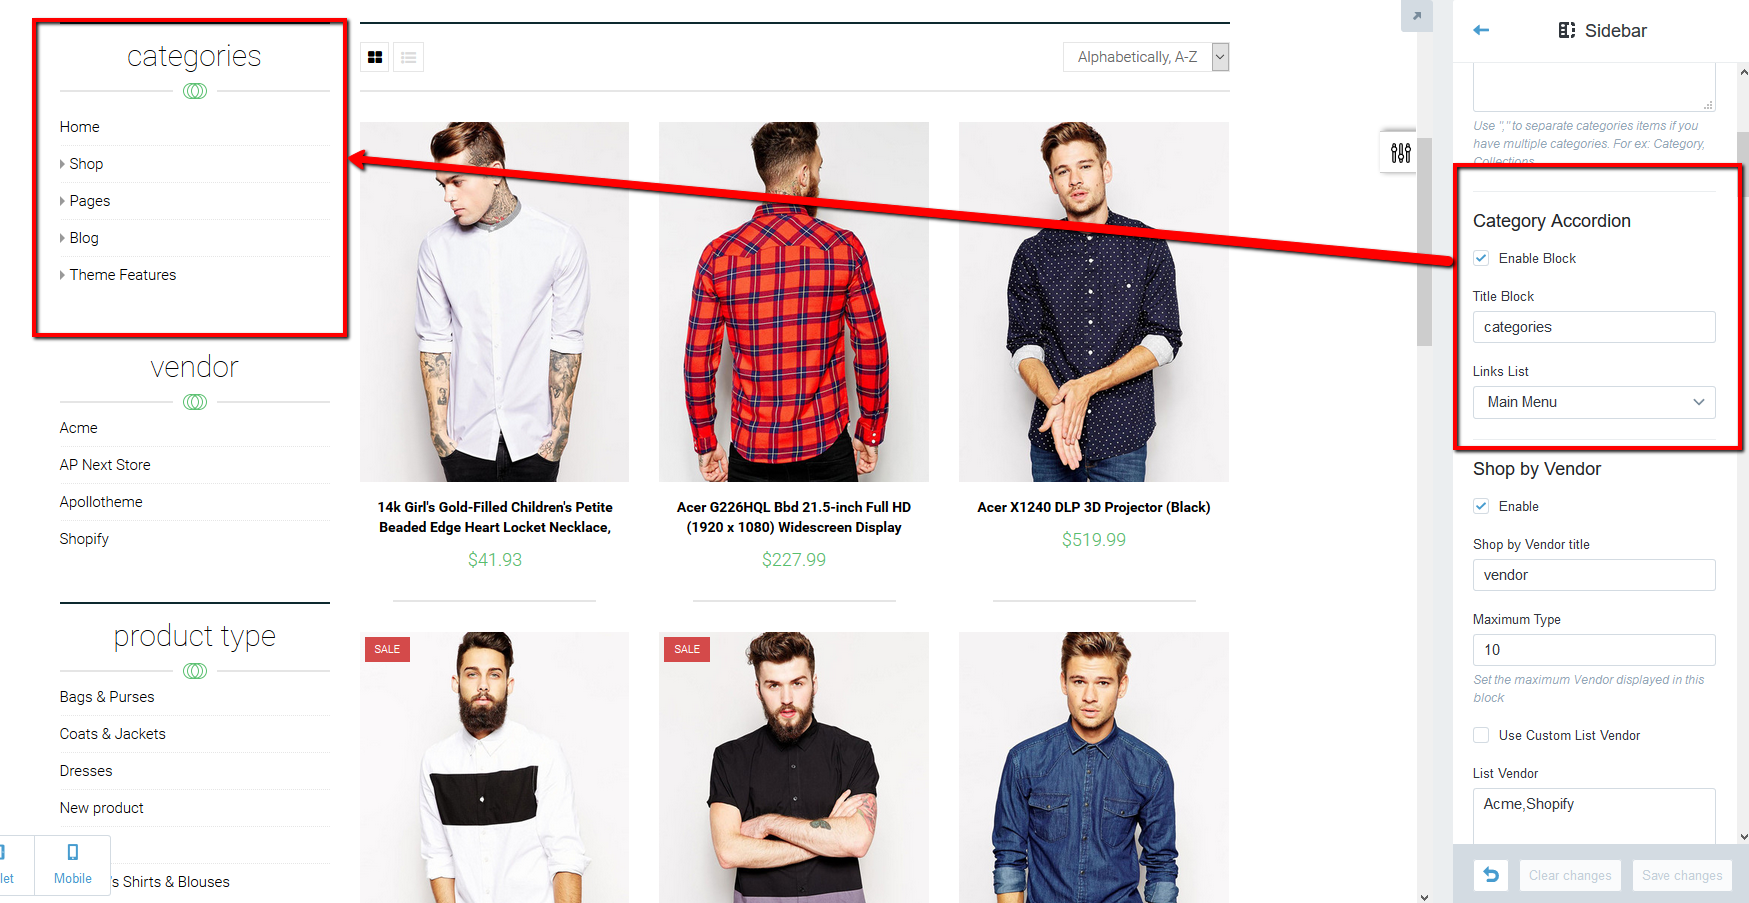 categories
Home
Shop
Pages
Blog
Theme Features
vendor
Acme
AP Next Store
Apollotheme
Shopify
product type
Bags & Purses
Coats & Jackets
Dresses
New product
's Shirts & Blouses
let
Mobile
Alphabetically, A-Z
14k Girl's Gold-Filled Children's Petite
Beaded Edge Heart Locket Necklace,
$41.93
Acer G226HQL Bbd 21.5-inch Full HD
(1920 x 1080) Widescreen Display
$227.99
Acer X1240 DLP 3D Projector (Black)
$519.99
SALE
SALE
Sidebar
Use "," to separate categories items if you
have multiple categories. For ex: Category,
Collections
Category Accordion
Enable Block
Title Block
categories
Links List
Main Menu
Shop by Vendor
Enable
Shop by Vendor title
vendor
Maximum Type
10
Set the maximum Vendor displayed in this
block
Use Custom List Vendor
List Vendor
Acme,Shopify
Clear changes
Save changes